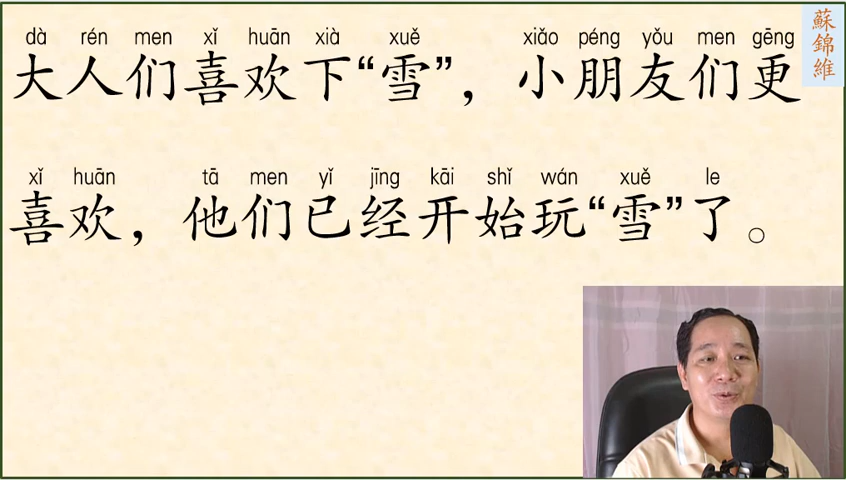 dà rén men xǐ huān xià xuě xiǎo péng yǒu men gēng
大人们喜欢下“雪”，小朋友们更
xǐ huān tā men yǐ jīng kāi shǐ wán xuě le
喜欢，他们已经开始玩“雪”了。
蘇錦維